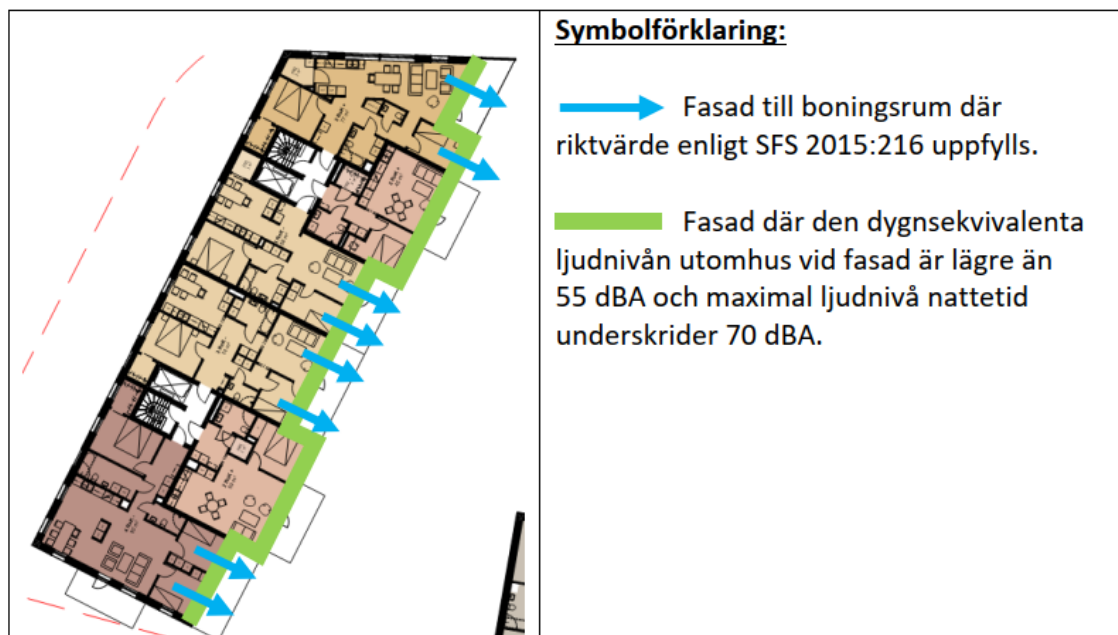 Symbolförklaring:
Fasad till boningsrum där
riktvärde enligt SFS 2015:216 uppfylls.
Fasad där den dygnsekvivalenta
ljudnivån utomhus vid fasad är lägre än
55 dBA och maximal ljudnivå nattetid
underskrider 70 dBA.